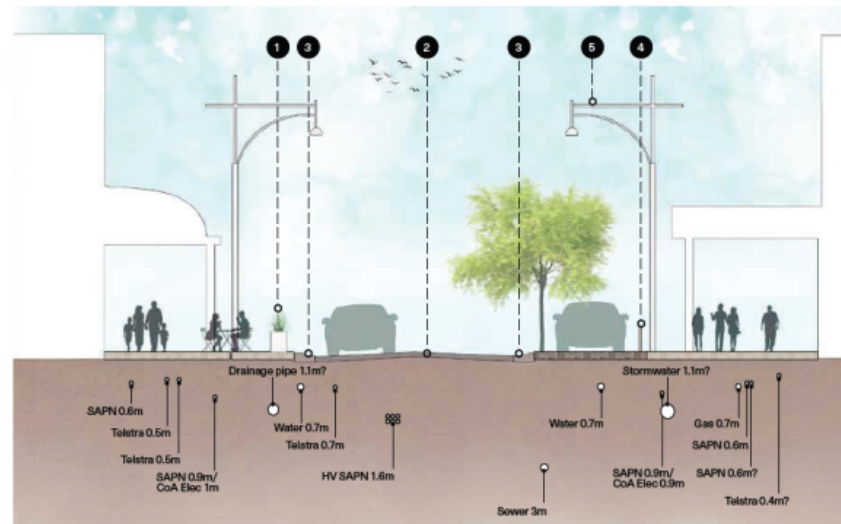 1 3 2 3 5 4
Drainage pipe 1.1m?
Stormwater 1.1m?
SAPN 0.6m
Telstra 0.5m
Telstra 0.5m
SAPN 0.9m/
CoA Elec 1m
Water 0.7m
Telstra 0.7m
HV SAPN 1.6m
Sewer 3m
Water 0.7m
SAPN 0.9m/
CoA Elec 0.9m
Gas 0.7m
SAPN 0.6m
SAPN 0.6m?
Telstra 0.4m?